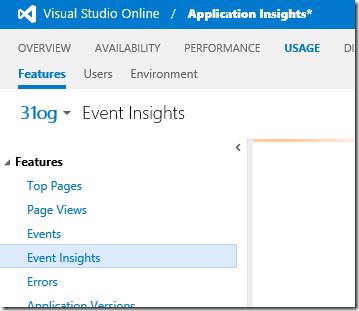 Visual Studio Online / Application Insights*
OVERVIEW AVAILABILITY PERFORMANCE USAGE
Features Users Environment
31og Event Insights
Features
Top Pages
Page Views
Events
Event Insights
Errors
Application Versions